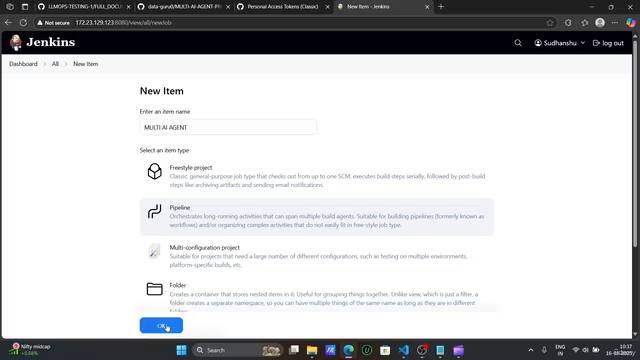 LLMOPS-TESTING-1/FULL_DOCU
data-guru0/MULTI-AI-AGENT-PR
Personal Access Tokens (Classic)
New Item - Jenkins
Not secure
172.23.129.123:8080/view/all/newJob
Jenkins
Sudhanshu
log out
Dashboard
All
New Item
New Item
Enter an item name
MULTI AI AGENT
Select an item type
Freestyle project
Classic, general-purpose job type that checks out from up to one SCM, executes build steps serially, followed by post-build
steps like archiving artifacts and sending email notifications.
Pipeline
Orchestrates long-running activities that can span multiple build agents. Suitable for building pipelines (formerly known as
workflows) and/or organizing complex activities that do not easily fit in free-style job type.
Multi-configuration project
Suitable for projects that need a large number of different configurations, such as testing on multiple environments,
platform-specific builds, etc.
Folder
Creates a container that stores nested items in it. Useful for grouping things together. Unlike view, which is just a filter, a
folder creates a separate namespace, so you can have multiple things of the same name as long as they are in different
OK
Nifty midcap
+0.68%
Search
ENG
IN
10:37
16-08-2025